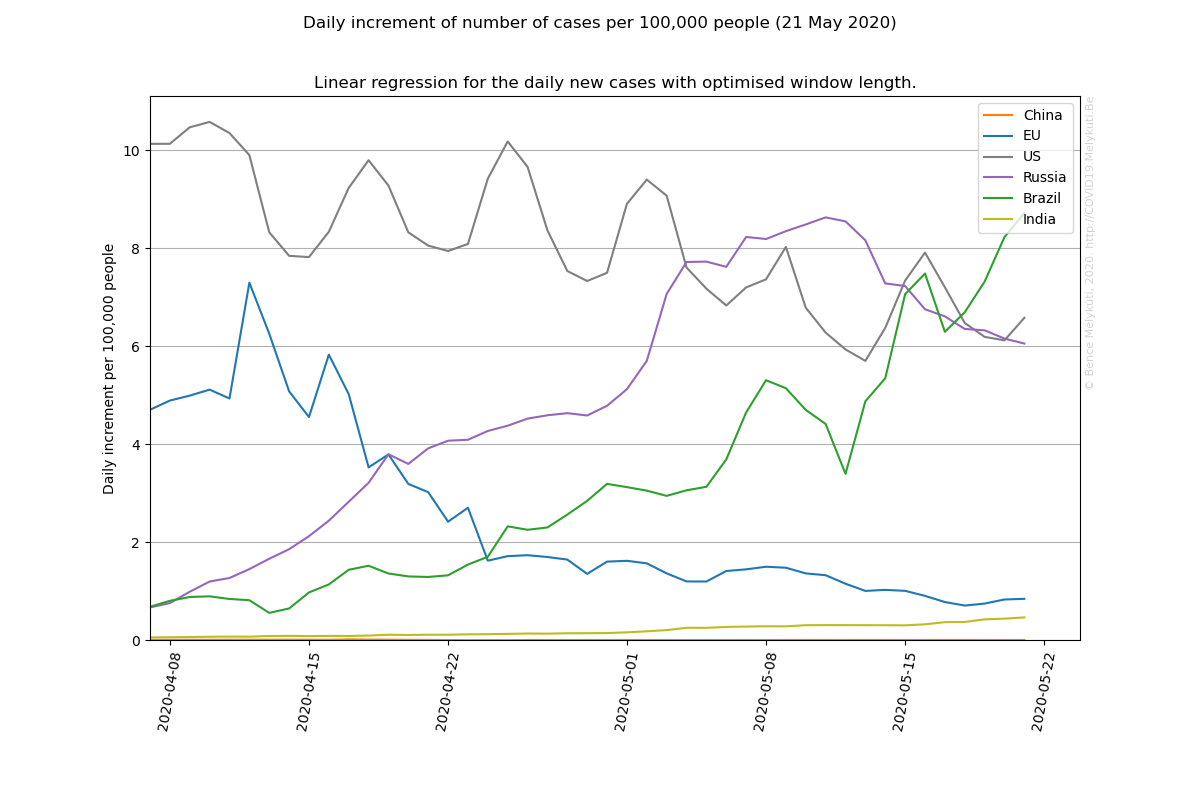 Daily increment of number of cases per 100,000 people (21 May 2020)
Linear regression for the daily new cases with optimised window length.
China
EU
US
Russia
Brazil
India
10
8
6
4
2
0
Daily increment per 100,000 people
2020-04-08
2020-04-15
2020-04-22
2020-05-01
2020-05-08
2020-05-15
2020-05-22
© Bence Mélykúti, 2020. http://COVID19.Melykuti.Be